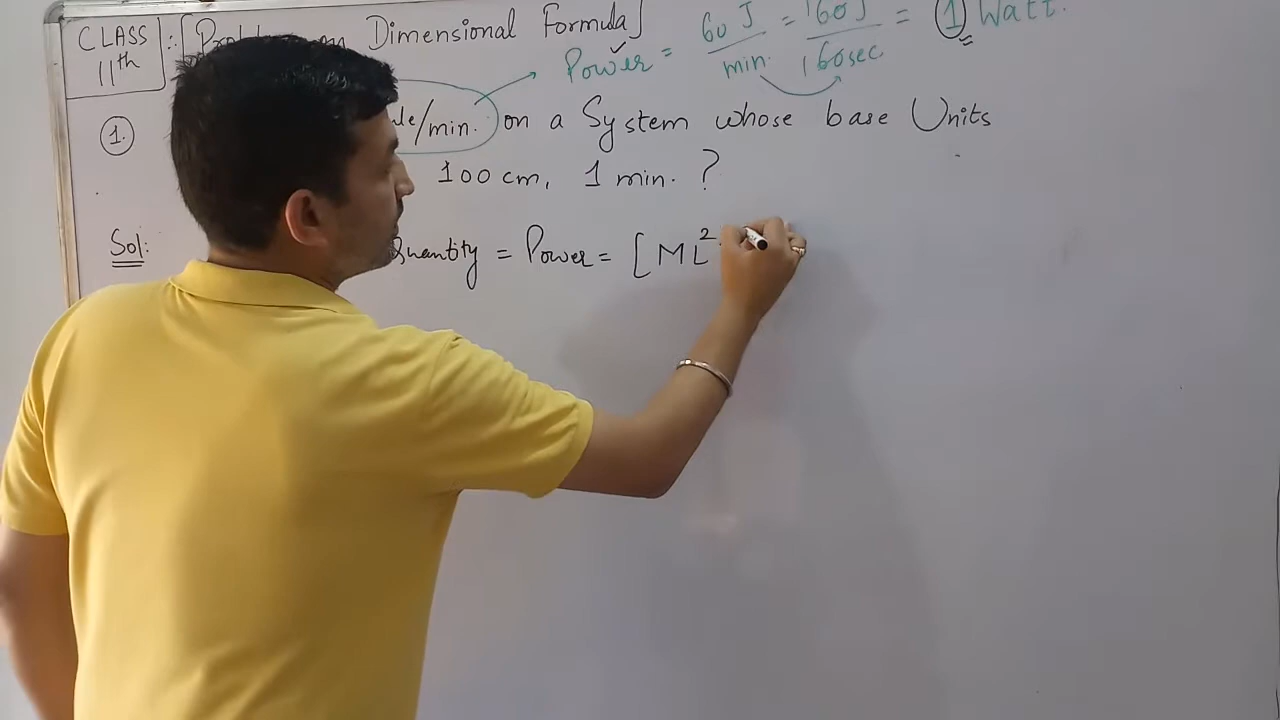 CLASS 11th :- [ Dimensional Formula]
Power = 60 J / min. = 60 J / 60 sec = 1 Watt.
1. /min. on a System whose base Units
100 cm, 1 min. ?
Sol: Quantity = Power = [ M L²